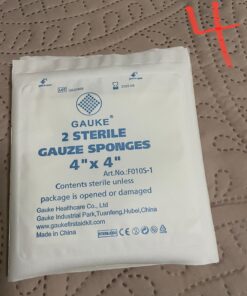 4
GAUKE®
2 STERILE
GAUZE SPONGES
4" x 4"
Art.No.:F010S-1
Contents sterile unless
package is opened or damaged
Gauke Healthcare Co., Ltd
Gauke Industrial Park,Tuanfeng,Hubei,China
www.gaukefirstaidkit.com
Made in China